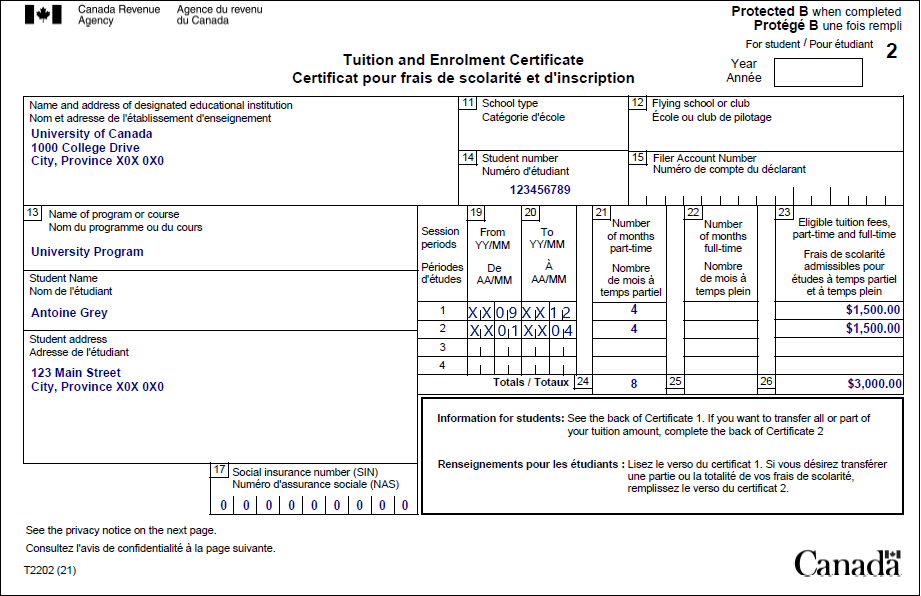 Canada Revenue Agency
Agence du revenu du Canada
Protected B when completed
Protégé B une fois rempli
For student / Pour étudiant
2
Year
Année
Tuition and Enrolment Certificate
Certificat pour frais de scolarité et d'inscription
Name and address of designated educational institution
Nom et adresse de l'établissement d'enseignement
University of Canada
1000 College Drive
City, Province X0X 0X0
11 School type
Catégorie d'école
12 Flying school or club
École ou club de pilotage
14 Student number
Numéro d'étudiant
123456789
15 Filer Account Number
Numéro de compte du déclarant
13 Name of program or course
Nom du programme ou du cours
University Program
Student Name
Nom de l'étudiant
Antoine Grey
Student address
Adresse de l'étudiant
123 Main Street
City, Province X0X 0X0
Session periods
Périodes d'études
19
From
YY/MM
De
AA/MM
20
To
YY/MM
À
AA/MM
21
Number of months part-time
Nombre de mois à temps partiel
22
Number of months full-time
Nombre de mois à temps plein
23
Eligible tuition fees, part-time and full-time
Frais de scolarité admissibles pour études à temps partiel et à temps plein
1 XX09 XX12 4 $1,500.00
2 XX01 XX04 4 $1,500.00
3
4
Totals / Totaux 24 8 25 26 $3,000.00
Information for students: See the back of Certificate 1. If you want to transfer all or part of
your tuition amount, complete the back of Certificate 2
Renseignements pour les étudiants : Lisez le verso du certificat 1. Si vous désirez transférer
une partie ou la totalité de vos frais de scolarité,
remplissez le verso du certificat 2.
17 Social insurance number (SIN)
Numéro d'assurance sociale (NAS)
0 0 0 0 0 0 0 0 0
See the privacy notice on the next page.
Consultez l'avis de confidentialité à la page suivante.
T2202 (21)
Canada